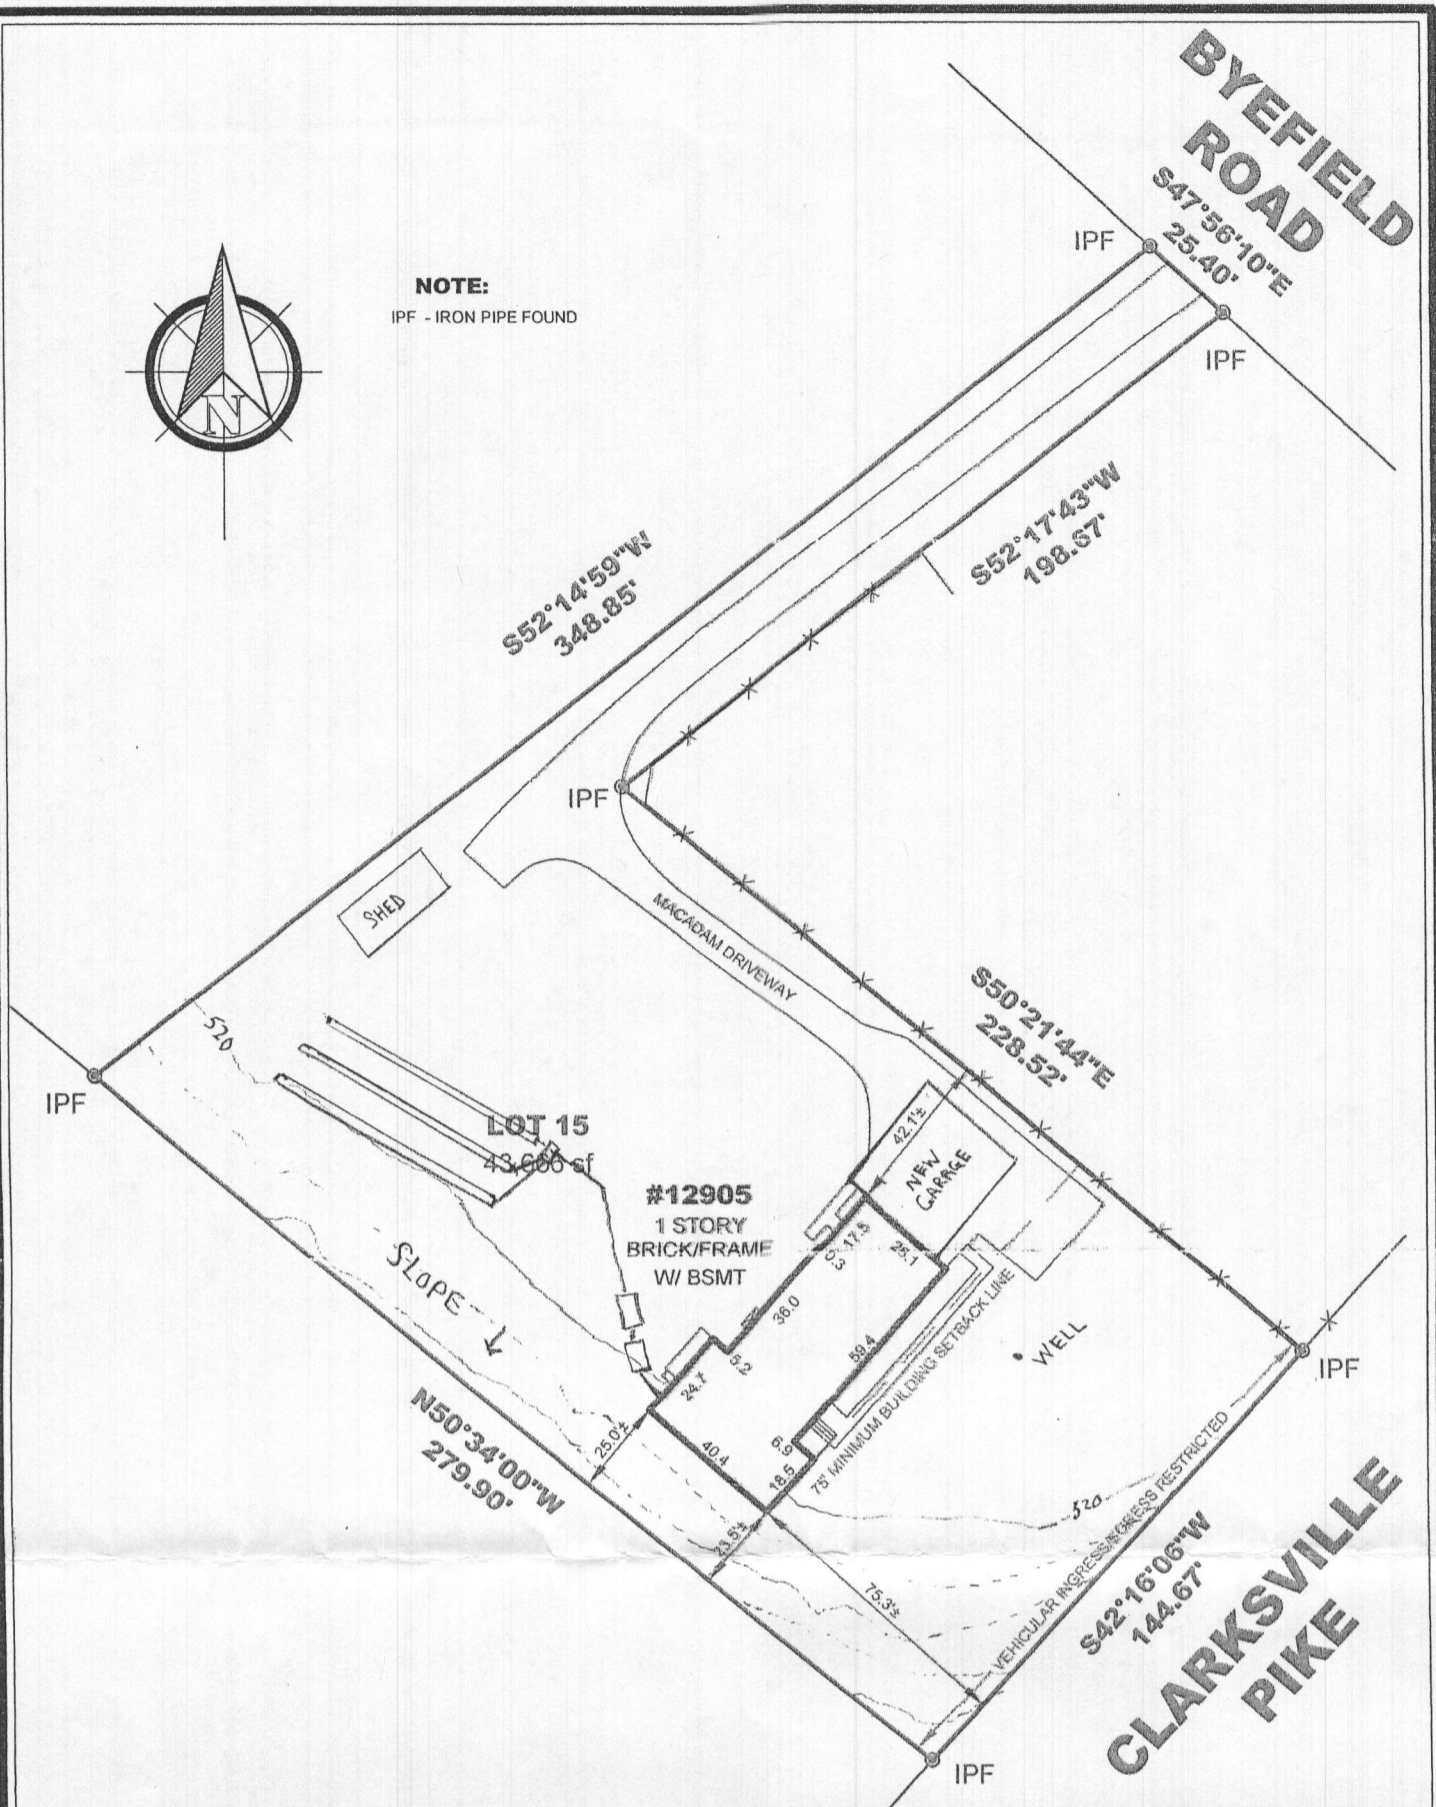 BYEFIELD
ROAD
S47°56'10"E
25.40'
IPF
IPF
NOTE:
IPF - IRON PIPE FOUND
N
S52°17'43"W
198.67'
S52°14'59"W
348.85'
IPF
SHED
MACADAM DRIVEWAY
S50°21'44"E
228.52'
520
IPF
LOT 15
sf
42.1'±
NEW
GARAGE
#12905
1 STORY
BRICK/FRAME
W/ BSMT
17.5
0.3
25.1
36.0
SLOPE
5.2
59.4
24.7
WELL
IPF
75' MINIMUM BUILDING SETBACK LINE
N50°34'00"W
279.90'
25.0'±
40.4
6.9
18.5
520
23.5'±
75.3'±
VEHICULAR INGRESS/EGRESS RESTRICTED
S42°16'06"W
144.67'
CLARKSVILLE
PIKE
IPF